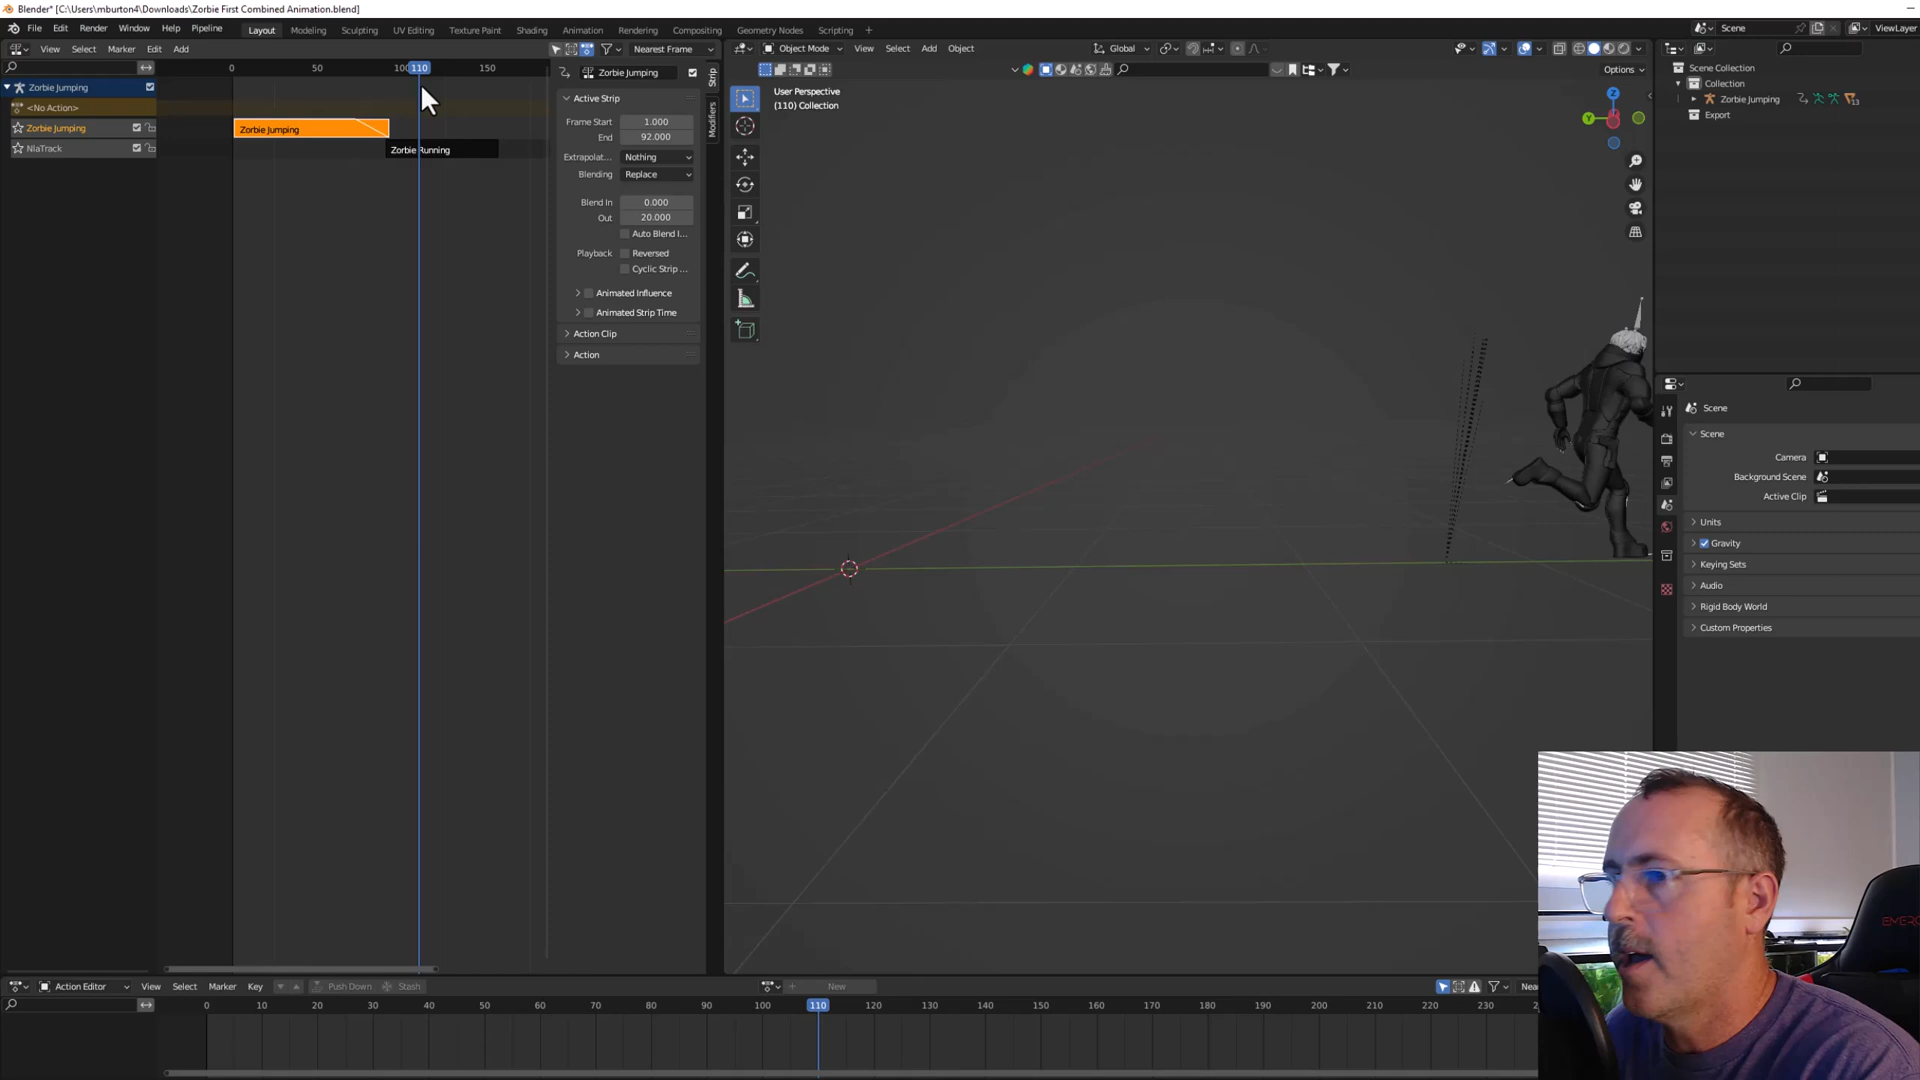 Blender* [C:\Users\mburton4\Downloads\Zorbie First Combined Animation.blend]
File Edit Render Window Help Pipeline Layout Modeling Sculpting UV Editing Texture Paint Shading Animation Rendering Compositing Geometry Nodes Scripting + Scene ViewLayer
View Select Marker Edit Add Nearest Frame Object Mode View Select Add Object Global
0 50 100 110 150 Zorbie Jumping Options
Zorbie Jumping
<No Action>
Zorbie Jumping Zorbie Jumping
NlaTrack Zorbie Running
Strip
Modifiers
Active Strip
Frame Start 1.000
End 92.000
Extrapolat... Nothing
Blending Replace
Blend In 0.000
Out 20.000
Auto Blend I...
Playback Reversed
Cyclic Strip ...
Animated Influence
Animated Strip Time
Action Clip
Action
User Perspective
(110) Collection
Z
Y
Scene Collection
Collection
Zorbie Jumping 13
Export
Scene
Scene
Camera
Background Scene
Active Clip
Units
Gravity
Keying Sets
Audio
Rigid Body World
Custom Properties
Action Editor View Select Marker Key Push Down Stash New Nea
0 10 20 30 40 50 60 70 80 90 100 110 120 130 140 150 160 170 180 190 200 210 220 230